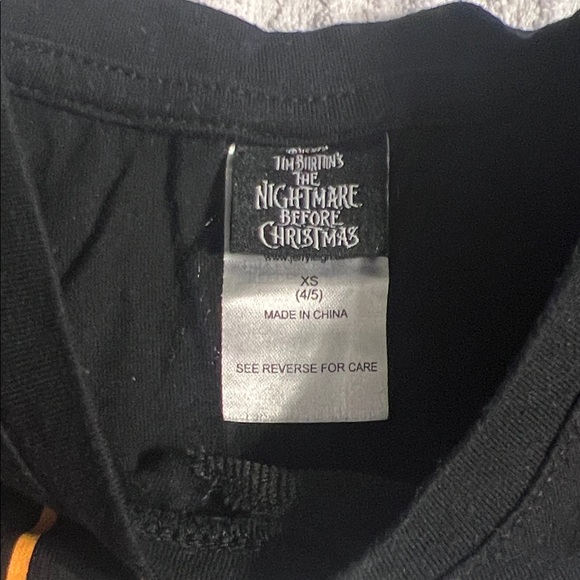 TIM BURTON'S
THE
NIGHTMARE
BEFORE
CHRISTMAS
XS
(4/5)
MADE IN CHINA
SEE REVERSE FOR CARE